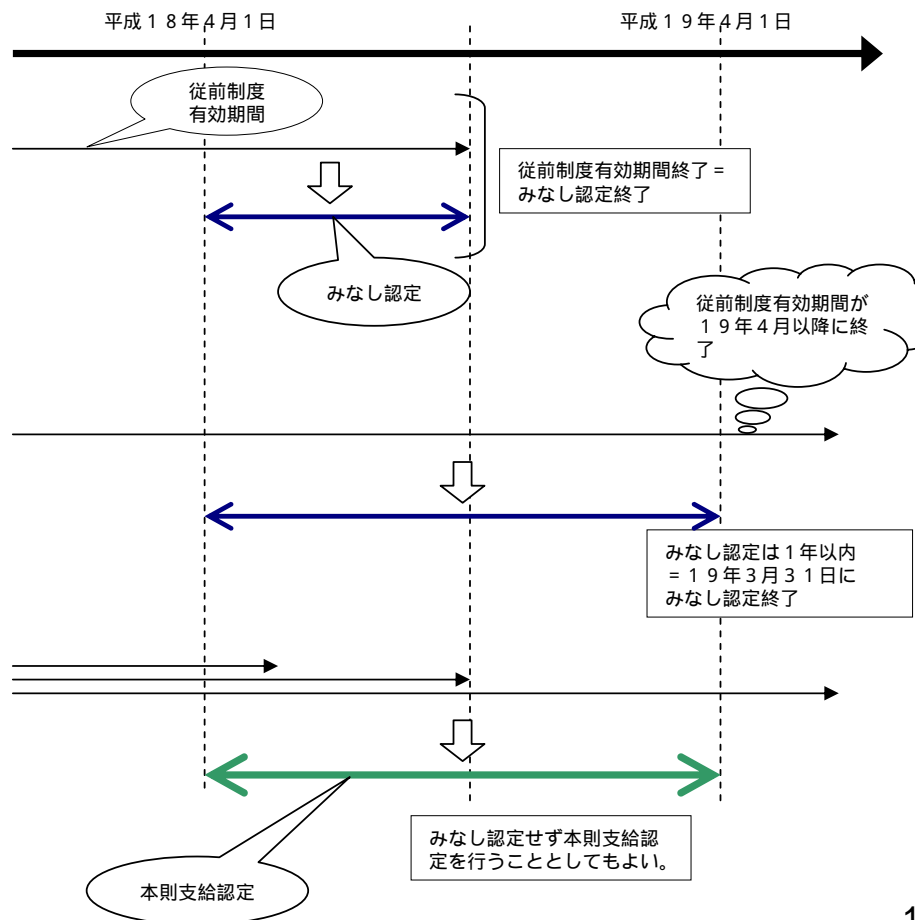 平成１８年４月１日
平成１９年４月１日
従前制度
有効期間
従前制度有効期間終了＝
みなし認定終了
みなし認定
従前制度有効期間が
１９年４月以降に終
了
みなし認定は１年以内
＝１９年３月３１日に
みなし認定終了
みなし認定せず本則支給認
定を行うこととしてもよい。
本則支給認定
1